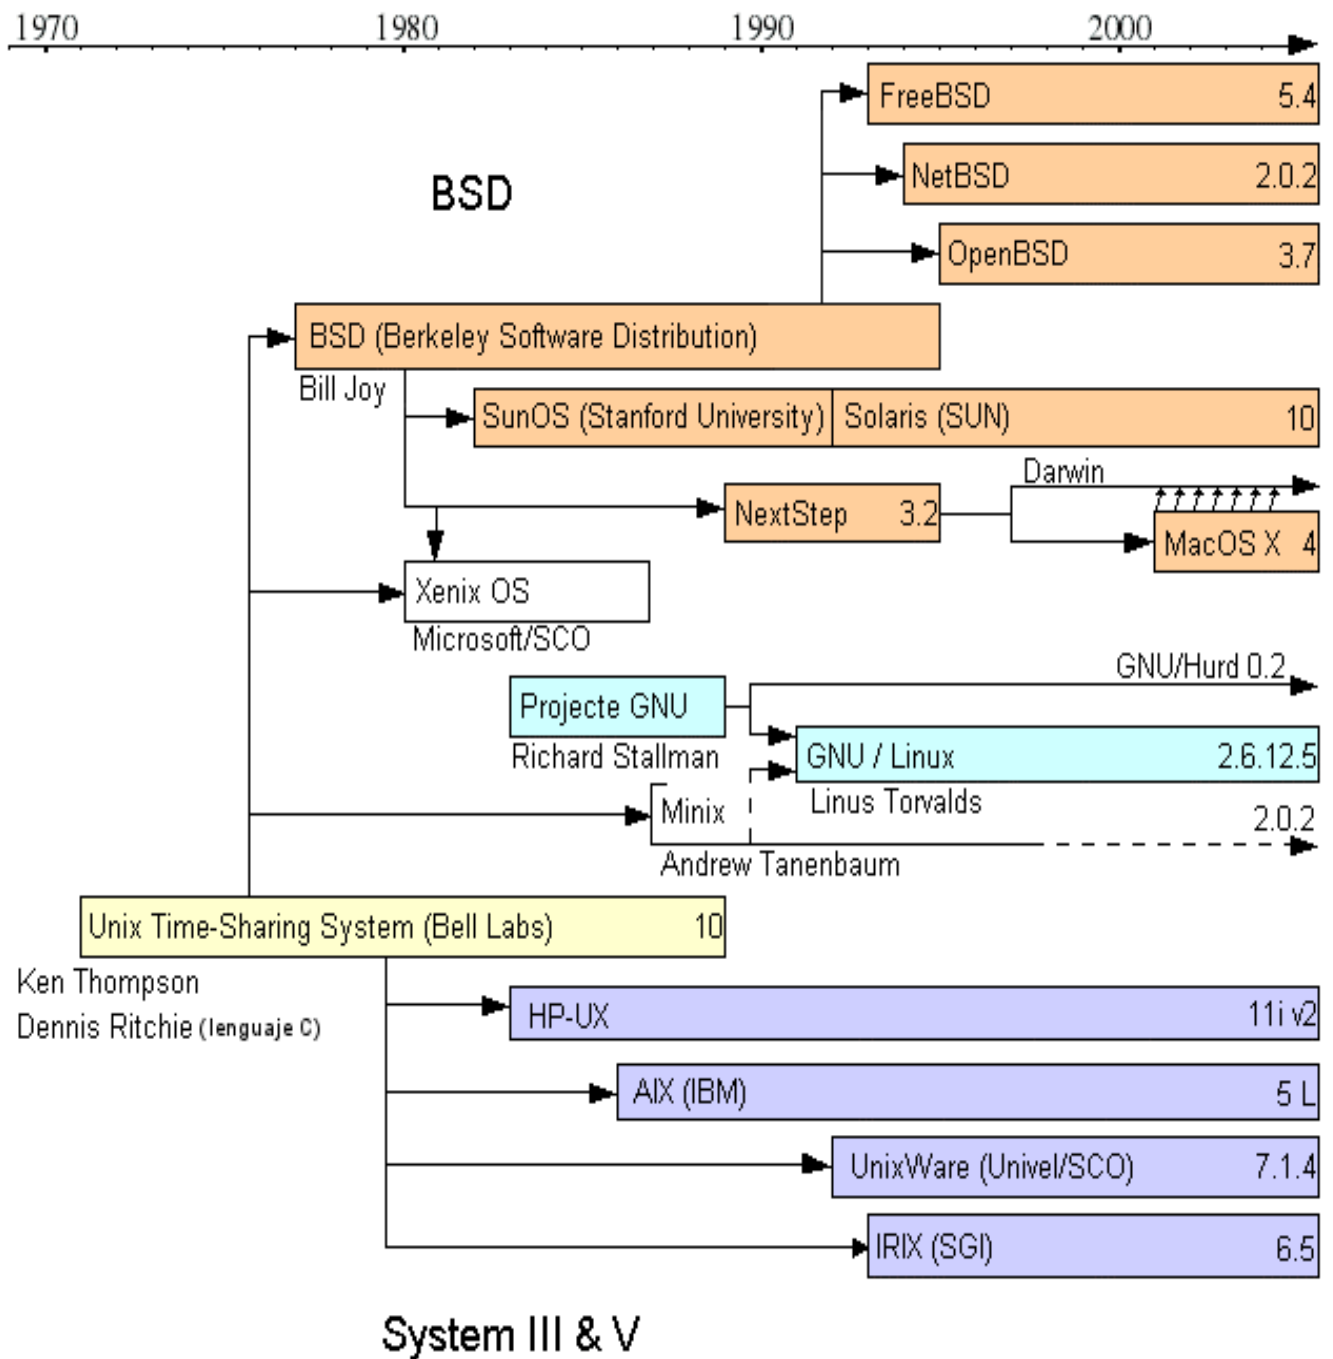 1970 1980 1990 2000
FreeBSD 5.4
NetBSD 2.0.2
BSD
OpenBSD 3.7
BSD (Berkeley Software Distribution)
Bill Joy
SunOS (Stanford University) Solaris (SUN) 10
Darwin
NextStep 3.2
MacOS X 4
Xenix OS
Microsoft/SCO
GNU/Hurd 0.2
Projecte GNU
Richard Stallman
GNU / Linux 2.6.12.5
Linus Torvalds
Minix
2.0.2
Andrew Tanenbaum
Unix Time-Sharing System (Bell Labs) 10
Ken Thompson
Dennis Ritchie (lenguaje C)
HP-UX 11i v2
AIX (IBM) 5 L
UnixWare (Univel/SCO) 7.1.4
IRIX (SGI) 6.5
System III & V